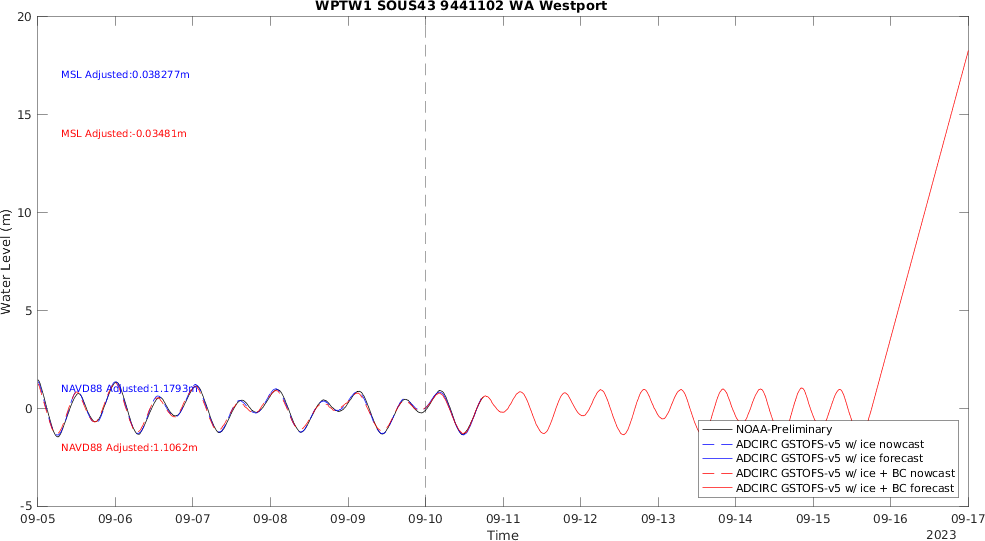 WPTW1 SOUS43 9441102 WA Westport
20
15
10
5
0
-5
Water Level (m)
MSL Adjusted:0.038277m
MSL Adjusted:-0.03481m
NAVD88 Adjusted:1.1793m
NAVD88 Adjusted:1.1062m
NOAA-Preliminary
ADCIRC GSTOFS-v5 w/ ice nowcast
ADCIRC GSTOFS-v5 w/ ice forecast
ADCIRC GSTOFS-v5 w/ ice + BC nowcast
ADCIRC GSTOFS-v5 w/ ice + BC forecast
09-05 09-06 09-07 09-08 09-09 09-10 09-11 09-12 09-13 09-14 09-15 09-16 09-17
Time
2023